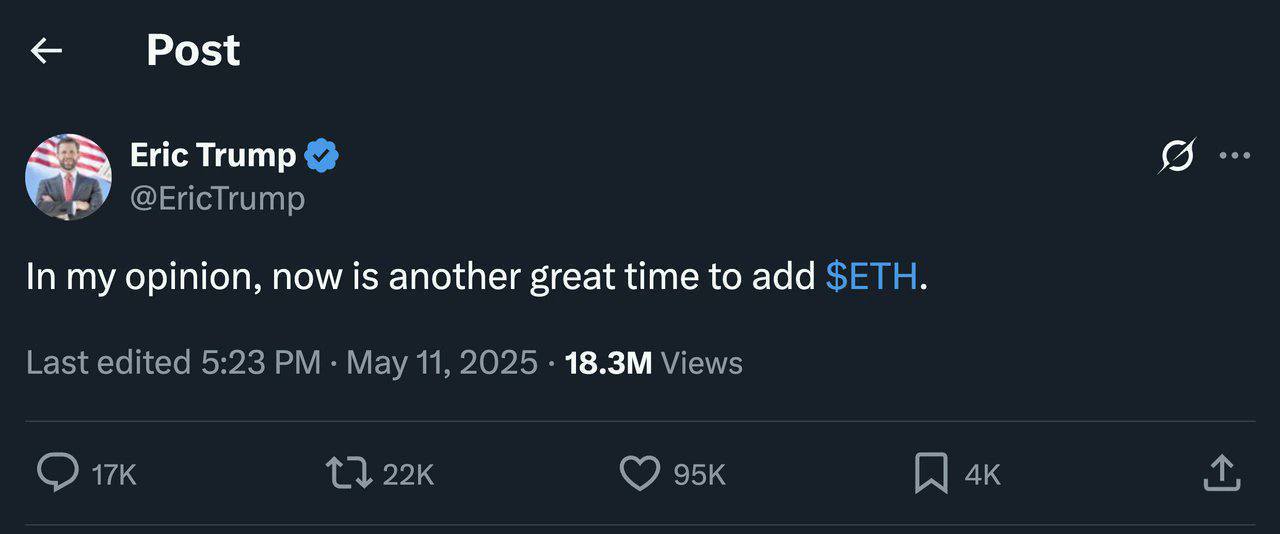 Post
Eric Trump
@EricTrump
In my opinion, now is another great time to add $ETH.
Last edited 5:23 PM · May 11, 2025 · 18.3M Views
17K 22K 95K 4K